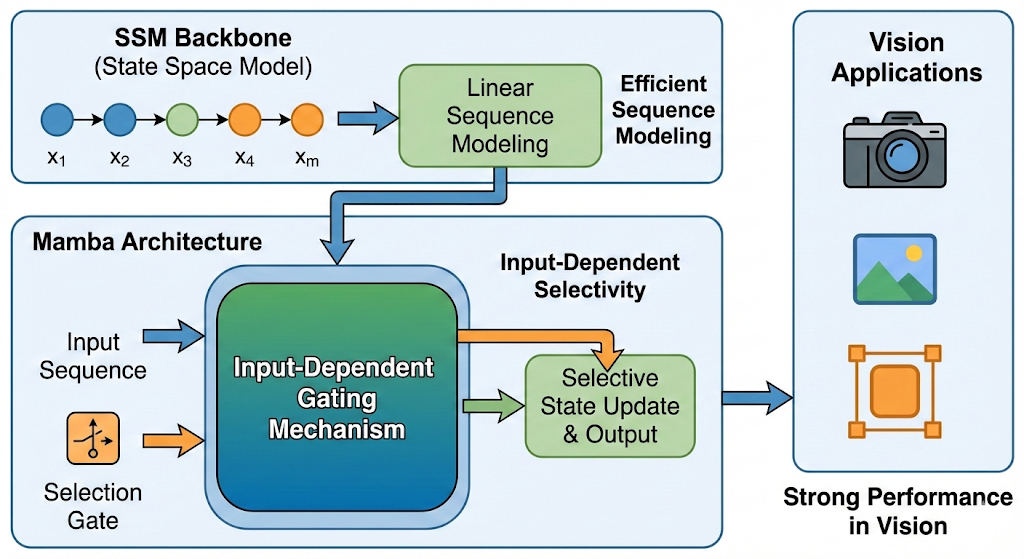 SSM Backbone
(State Space Model)
x₁
x₂
x₃
x₄
xₘ
Linear
Sequence
Modeling
Efficient
Sequence
Modeling
Mamba Architecture
Input
Sequence
Selection
Gate
Input-Dependent
Gating
Mechanism
Input-Dependent
Selectivity
Selective
State Update
& Output
Vision
Applications
Strong Performance
in Vision